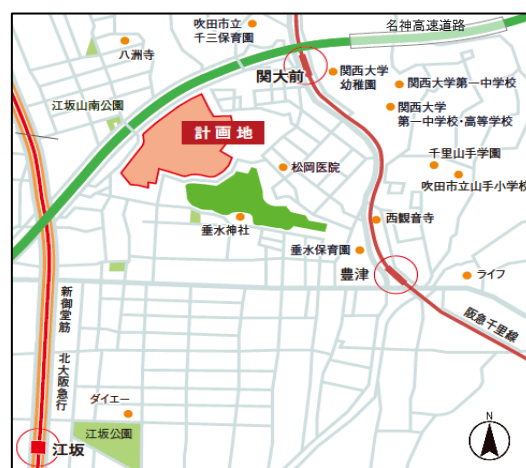 名神高速道路
吹田市立
千三保育園
八洲寺
関大前
関西大学
幼稚園
関西大学第一中学校
関西大学
第一中学校・高等学校
江坂山南公園
計画地
千里山手学園
松岡医院
吹田市立山手小学校
垂水神社
西観音寺
垂水保育園
豊津
ライフ
新御堂筋
北大阪急行
阪急千里線
ダイエー
江坂公園
江坂
N